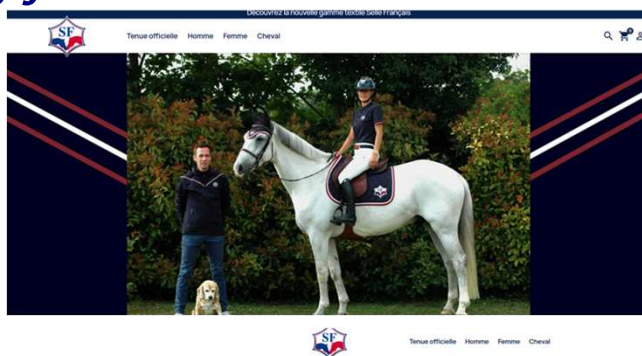 Découvrez la nouvelle gamme textile Selle Français
SF
Tenue officielle Homme Femme Cheval
SF
Tenue officielle Homme Femme Cheval